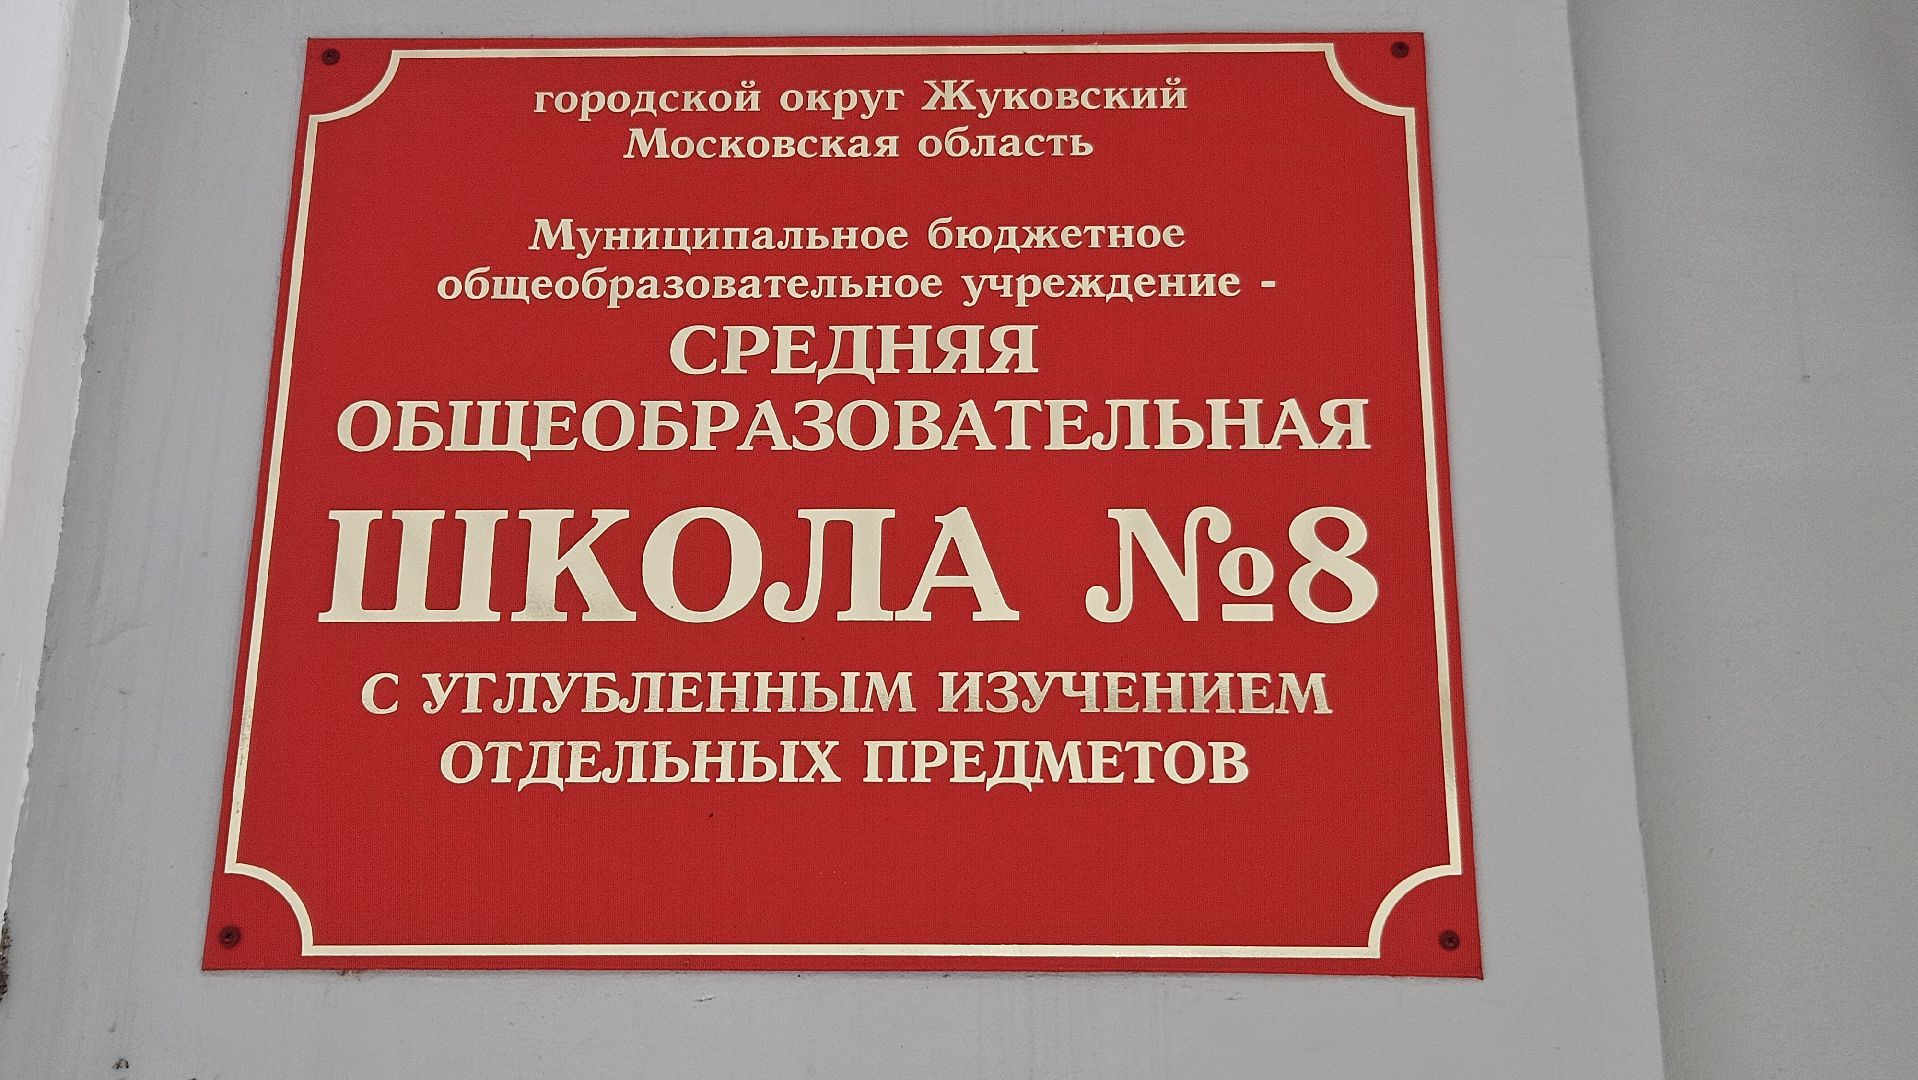 городской округ Жуковский
Московская область
Муниципальное бюджетное
общеобразовательное учреждение -
СРЕДНЯЯ
ОБЩЕОБРАЗОВАТЕЛЬНАЯ
ШКОЛА №8
С УГЛУБЛЕННЫМ ИЗУЧЕНИЕМ
ОТДЕЛЬНЫХ ПРЕДМЕТОВ